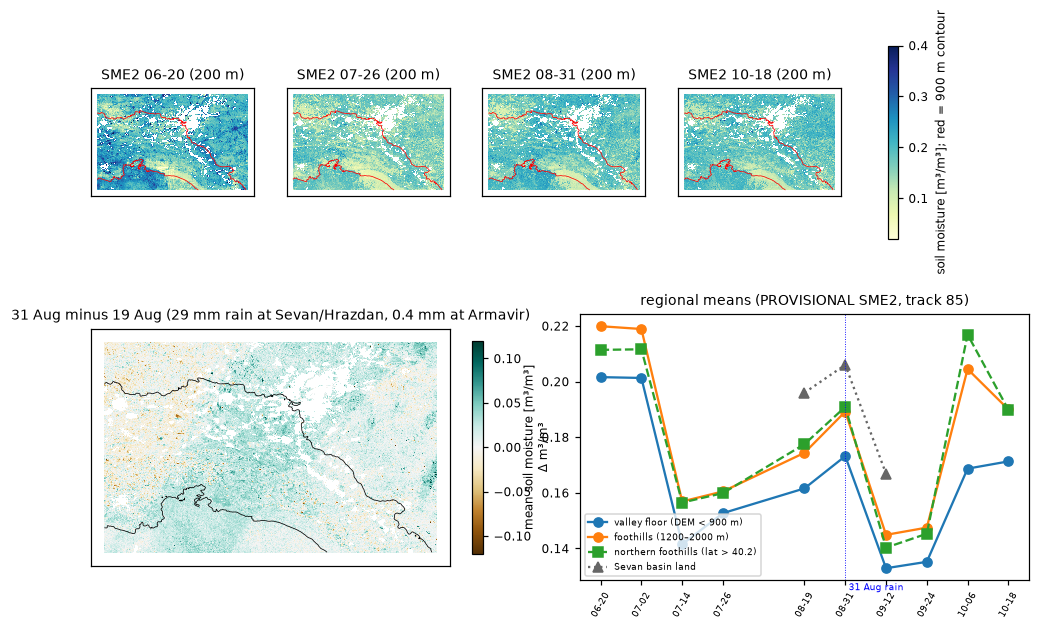 SME2 06-20 (200 m)
SME2 07-26 (200 m)
SME2 08-31 (200 m)
SME2 10-18 (200 m)
0.4
0.3
0.2
0.1
soil moisture [m³/m³]; red = 900 m contour
31 Aug minus 19 Aug (29 mm rain at Sevan/Hrazdan, 0.4 mm at Armavir)
0.10
0.05
0.00
−0.05
−0.10
Δ m³/m³
regional means (PROVISIONAL SME2, track 85)
mean soil moisture [m³/m³]
0.22
0.20
0.18
0.16
0.14
valley floor (DEM < 900 m)
foothills (1200–2000 m)
northern foothills (lat > 40.2)
Sevan basin land
31 Aug rain
06-20
07-02
07-14
07-26
08-19
08-31
09-12
09-24
10-06
10-18